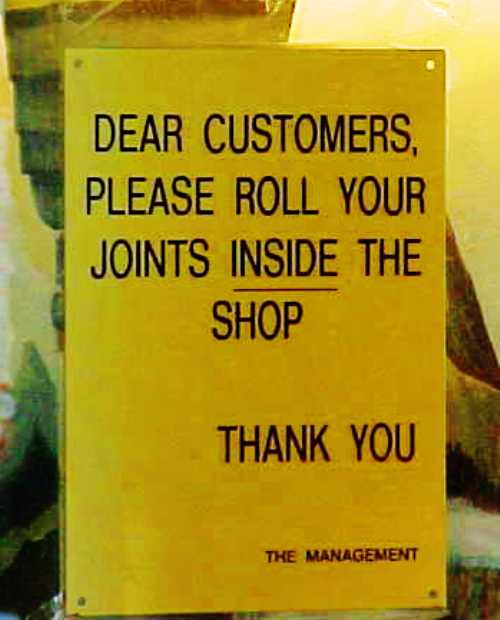 DEAR CUSTOMERS,
PLEASE ROLL YOUR
JOINTS INSIDE THE
SHOP
THANK YOU
THE MANAGEMENT